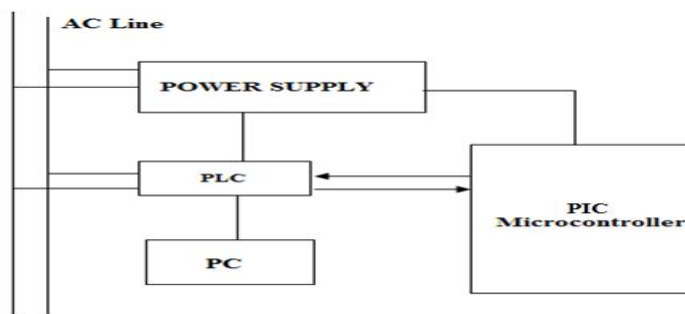 AC Line
POWER SUPPLY
PLC
PIC
Microcontroller
PC